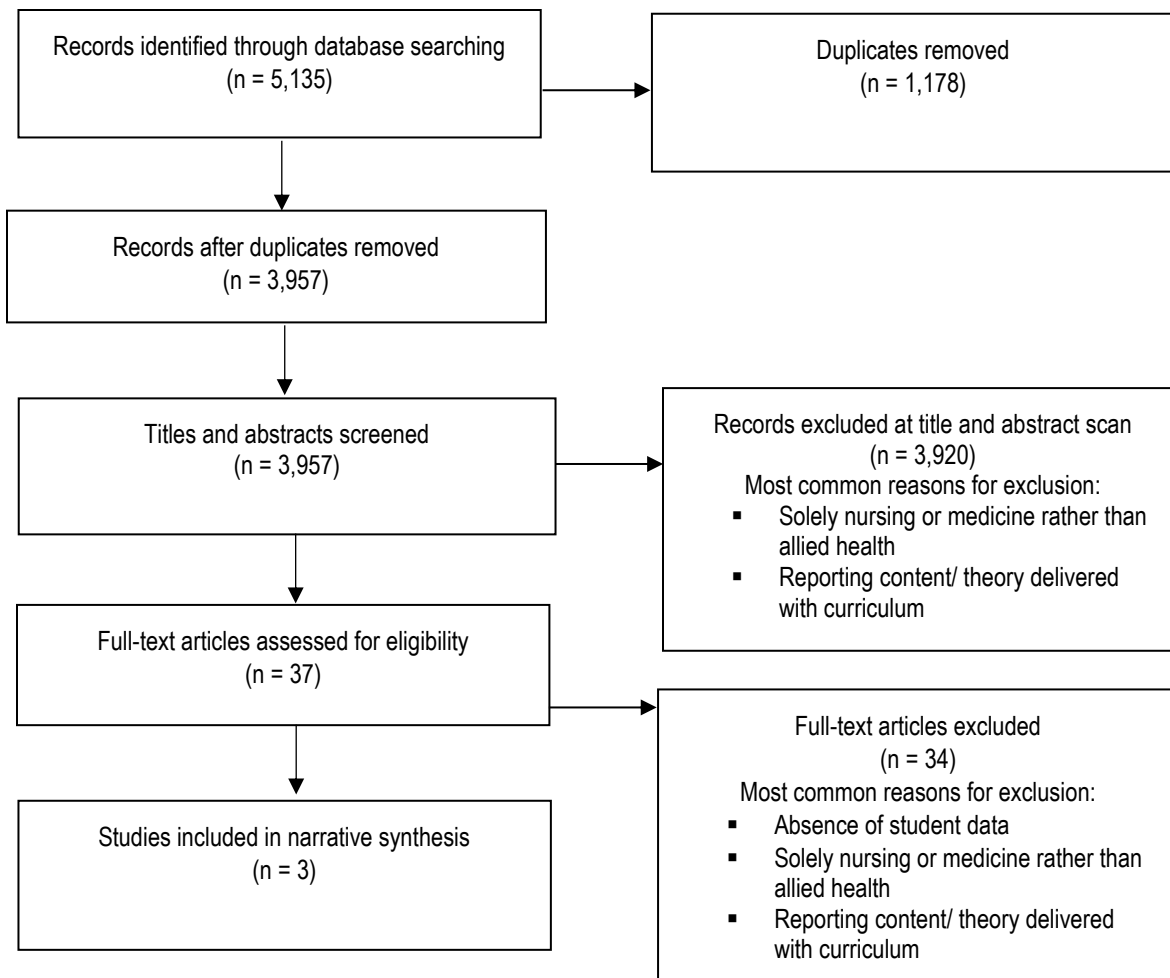 Records identified through database searching
(n = 5,135)
Duplicates removed
(n = 1,178)
Records after duplicates removed
(n = 3,957)
Titles and abstracts screened
(n = 3,957)
Records excluded at title and abstract scan
(n = 3,920)
Most common reasons for exclusion:
▪ Solely nursing or medicine rather than
allied health
▪ Reporting content/ theory delivered
with curriculum
Full-text articles assessed for eligibility
(n = 37)
Full-text articles excluded
(n = 34)
Most common reasons for exclusion:
▪ Absence of student data
▪ Solely nursing or medicine rather than
allied health
▪ Reporting content/ theory delivered
with curriculum
Studies included in narrative synthesis
(n = 3)